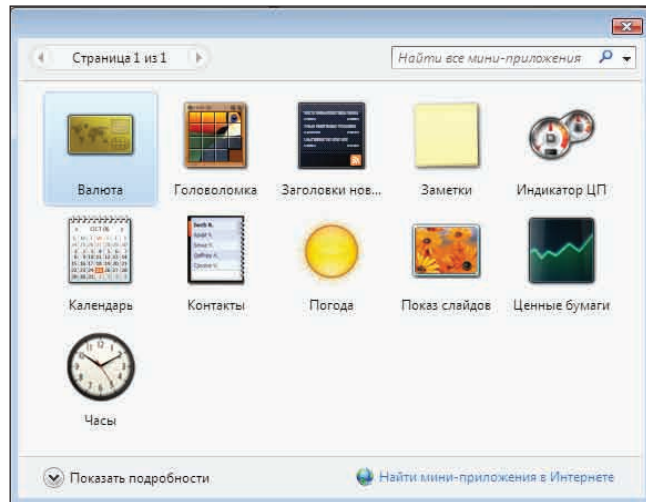 Страница 1 из 1
Найти все мини-приложения
Валюта
Головоломка
Заголовки нов...
Заметки
Индикатор ЦП
Календарь
Контакты
Погода
Показ слайдов
Ценные бумаги
Часы
Показать подробности
Найти мини-приложения в Интернете